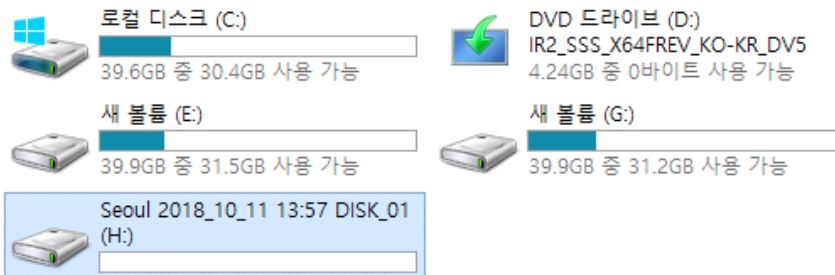 로컬 디스크 (C:)
39.6GB 중 30.4GB 사용 가능
DVD 드라이브 (D:)
IR2_SSS_X64FREV_KO-KR_DV5
4.24GB 중 0바이트 사용 가능
새 볼륨 (E:)
39.9GB 중 31.5GB 사용 가능
새 볼륨 (G:)
39.9GB 중 31.2GB 사용 가능
Seoul 2018_10_11 13:57 DISK_01
(H:)